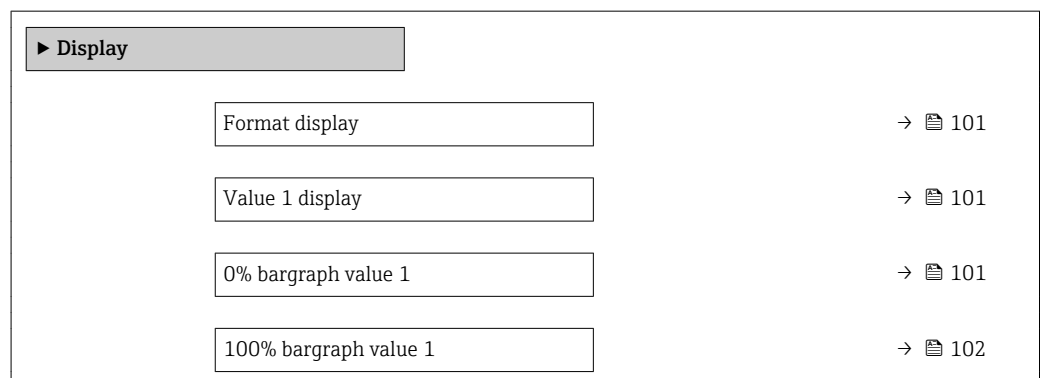 ▶ Display
Format display → 101
Value 1 display → 101
0% bargraph value 1 → 101
100% bargraph value 1 → 102